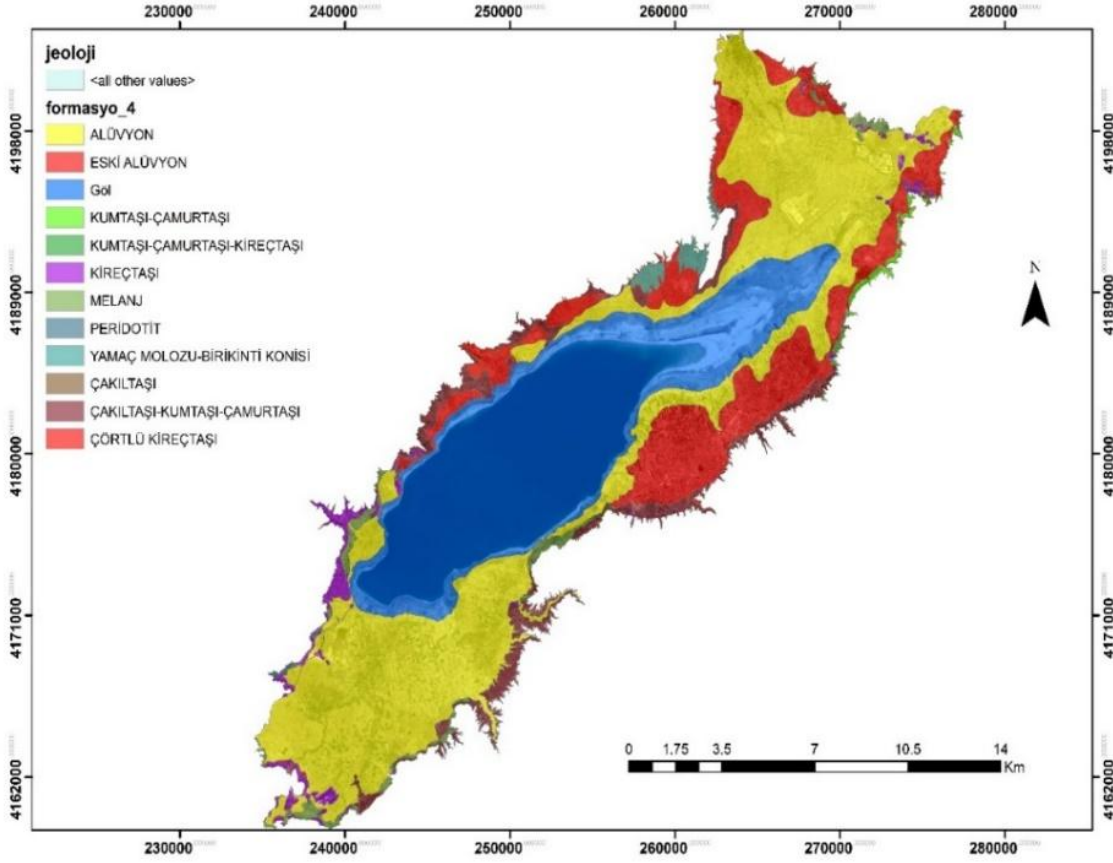 230000 240000 250000 260000 270000 280000
jeoloji
<all other values>
formasyo_4
ALÜVYON
ESKİ ALÜVYON
Göl
KUMTAŞI-ÇAMURTAŞI
KUMTAŞI-ÇAMURTAŞI-KİREÇTAŞI
KİREÇTAŞI
MELANJ
PERİDOTİT
YAMAÇ MOLOZU-BİRİKİNTİ KONİSİ
ÇAKILTAŞI
ÇAKILTAŞI-KUMTAŞI-ÇAMURTAŞI
ÇÖRTLÜ KİREÇTAŞI
4198000 4198000
4189000 4189000
N
4180000 4180000
4171000 4171000
0 1.75 3.5 7 10.5 14
Km
4162000 4162000
230000 240000 250000 260000 270000 280000